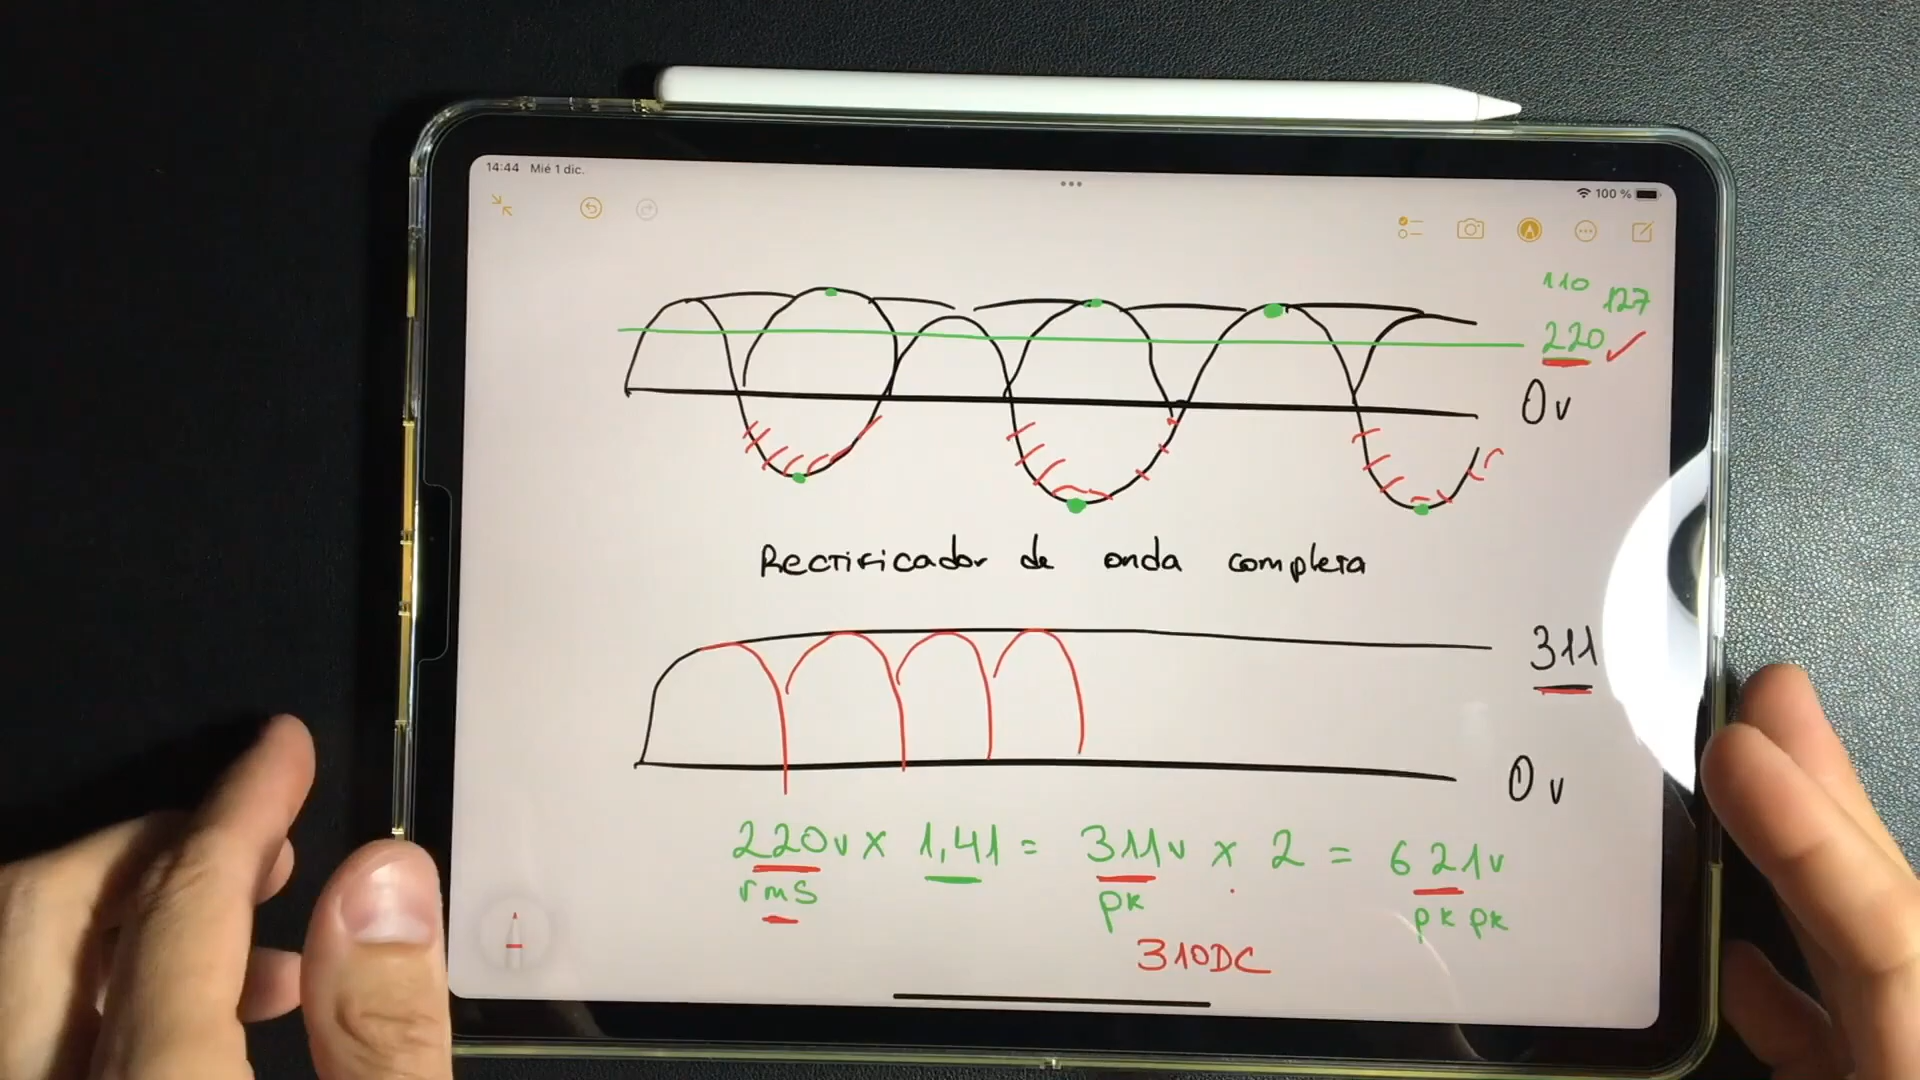 14:44 Mié 1 dic.
100 %
110 127
220
0v
Rectificador de onda completa
311
0v
220v x 1,41 = 311v x 2 = 621v
rms pk pk pk
310DC